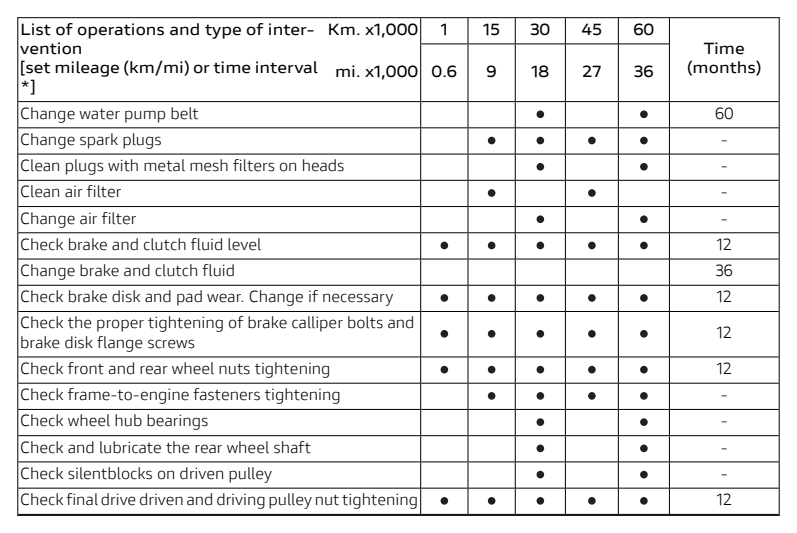 List of operations and type of inter- Km. x1,000 1 15 30 45 60 Time
vention
[set mileage (km/mi) or time interval mi. x1,000 0.6 9 18 27 36 (months)
*]
Change water pump belt ● ● 60
Change spark plugs ● ● ● ● -
Clean plugs with metal mesh filters on heads ● ● -
Clean air filter ● ● -
Change air filter ● ● -
Check brake and clutch fluid level ● ● ● ● ● 12
Change brake and clutch fluid 36
Check brake disk and pad wear. Change if necessary ● ● ● ● ● 12
Check the proper tightening of brake calliper bolts and
brake disk flange screws ● ● ● ● ● 12
Check front and rear wheel nuts tightening ● ● ● ● ● 12
Check frame-to-engine fasteners tightening ● ● ● ● -
Check wheel hub bearings ● ● -
Check and lubricate the rear wheel shaft ● ● -
Check silentblocks on driven pulley ● ● -
Check final drive driven and driving pulley nut tightening ● ● ● ● ● 12